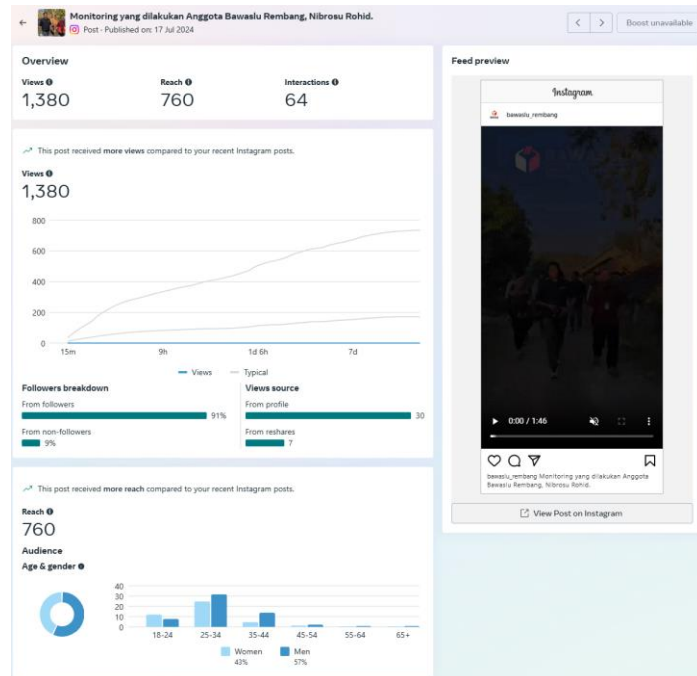 Monitoring yang dilakukan Anggota Bawaslu Rembang, Nibrosu Rohid.
Post · Published on: 17 Jul 2024
Boost unavailable
Overview
Views Reach Interactions
1,380 760 64
This post received more views compared to your recent Instagram posts.
Views
1,380
800
600
400
200
0
15m 9h 1d 6h 7d
Views Typical
Followers breakdown
From followers
91%
From non-followers
9%
Views source
From profile
30
From reshares
7
This post received more reach compared to your recent Instagram posts.
Reach
760
Audience
Age & gender
40
30
20
10
0
18-24 25-34 35-44 45-54 55-64 65+
Women Men
43% 57%
Feed preview
Instagram
bawaslu_rembang
0:00 / 1:46
bawaslu_rembang Monitoring yang dilakukan Anggota
Bawaslu Rembang, Nibrosu Rohid.
View Post on Instagram